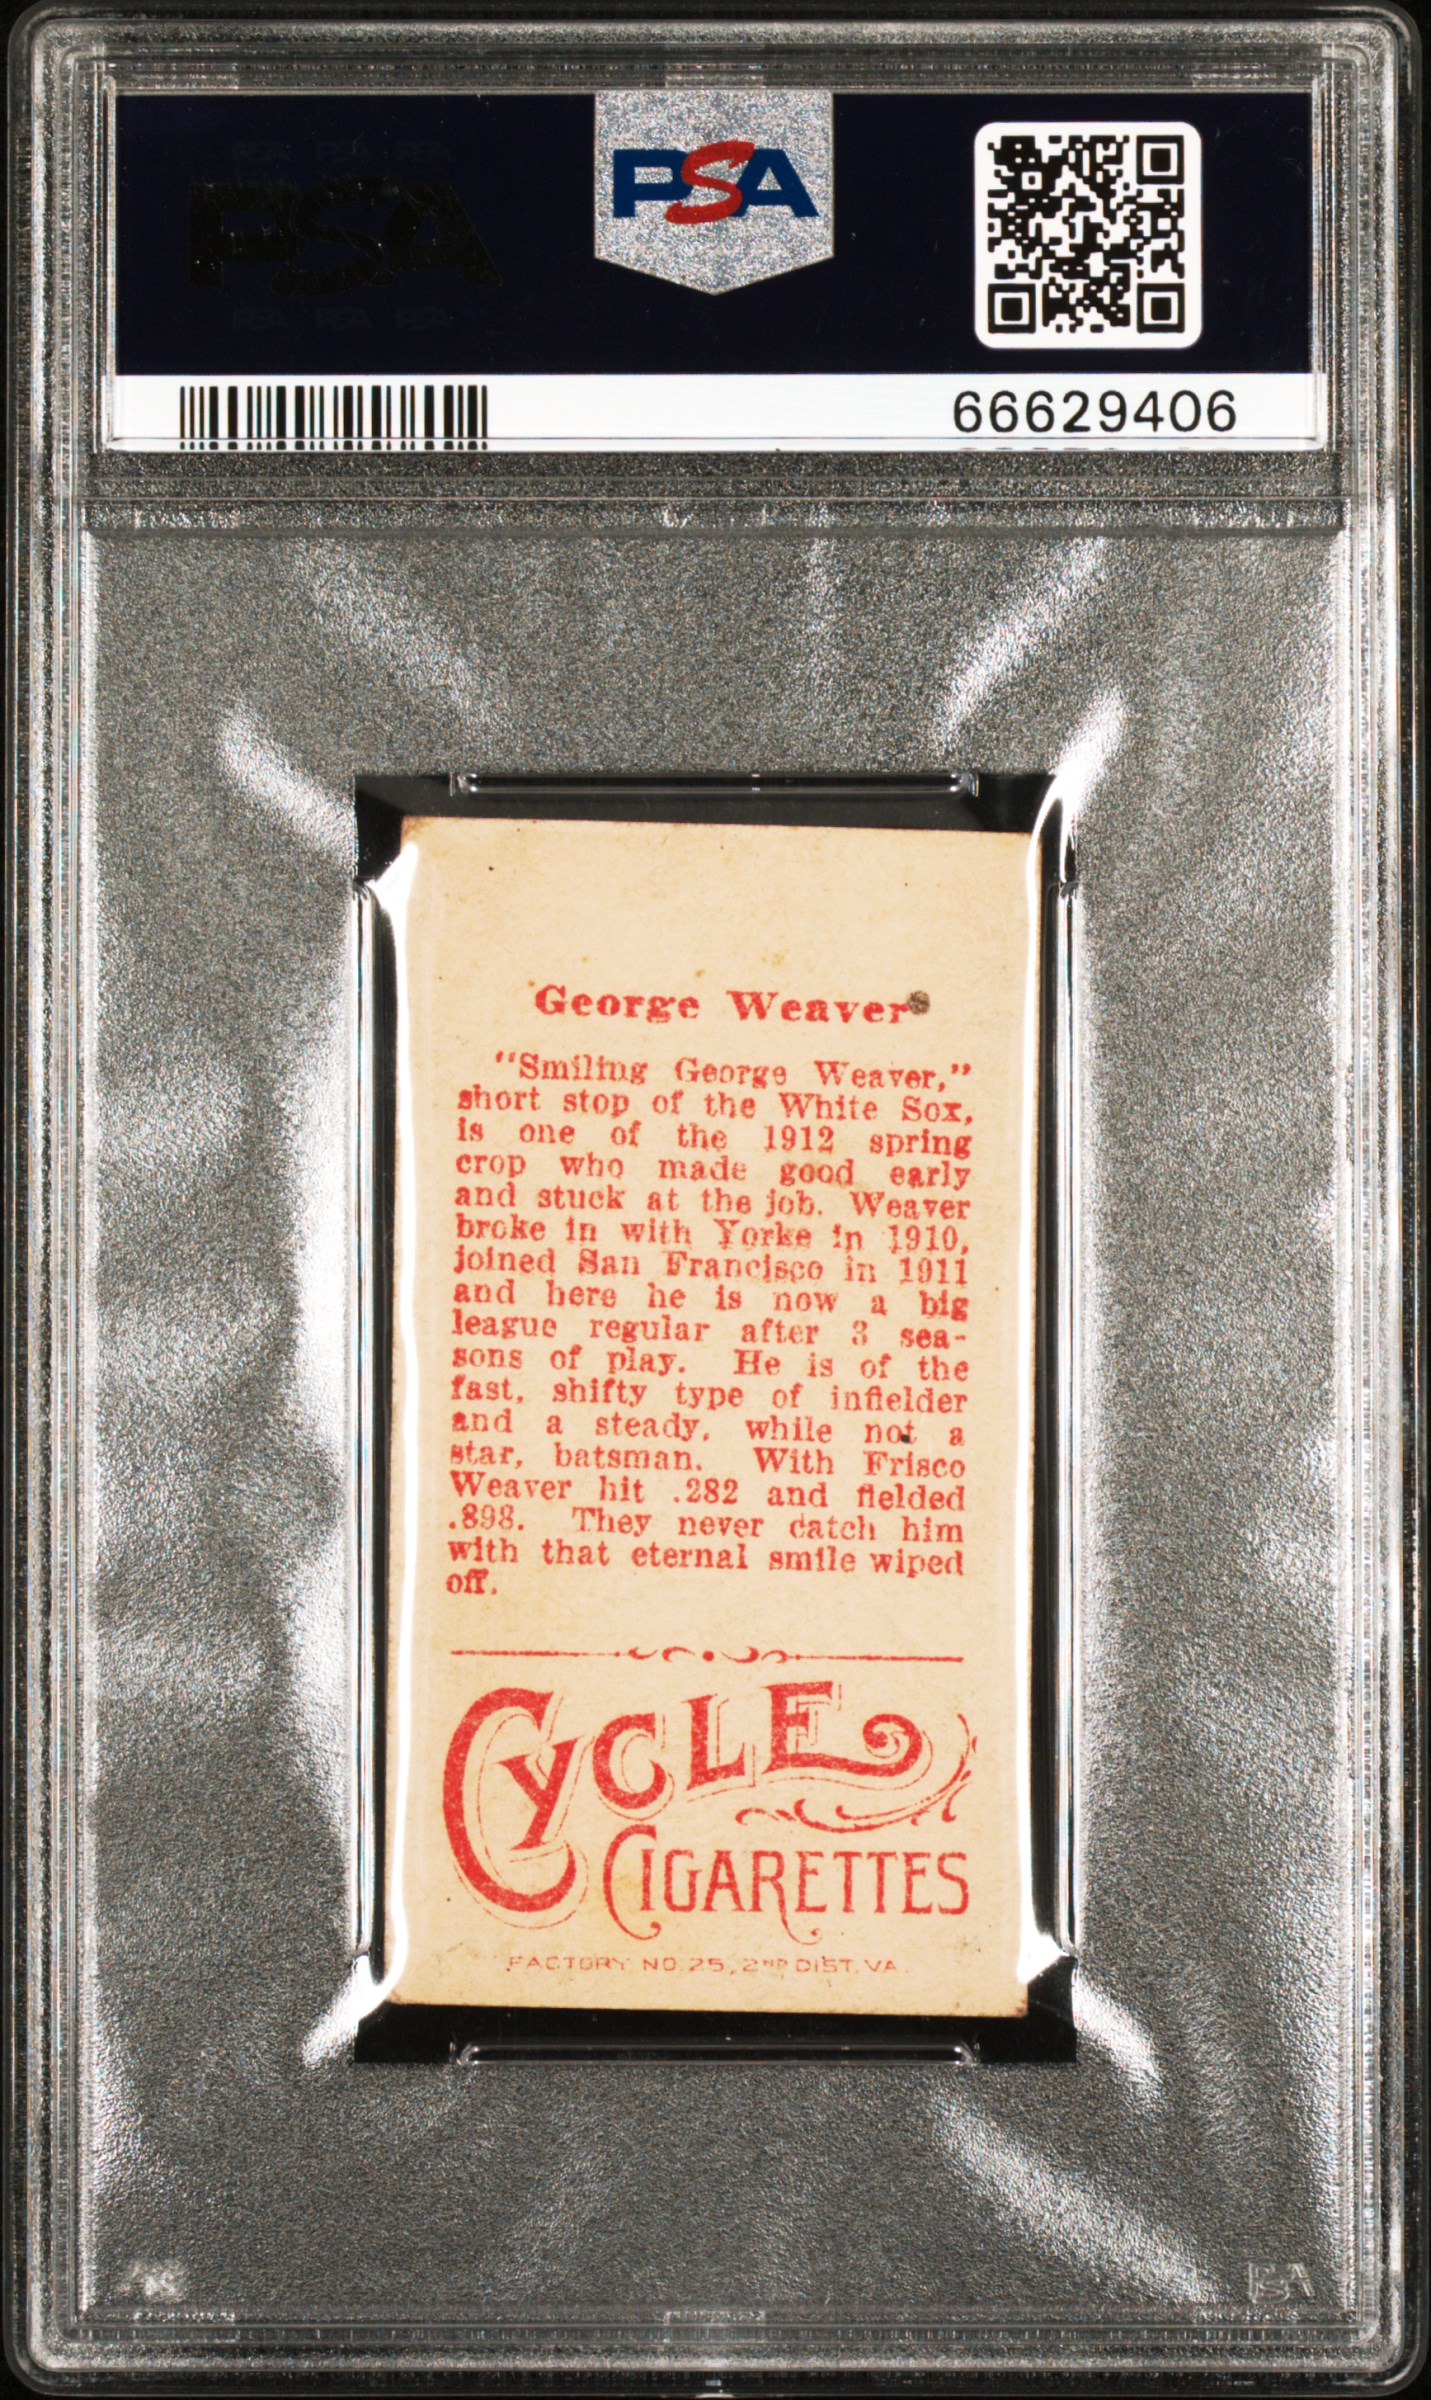 PSA
66629406
George Weaver
"Smiling George Weaver,"
short stop of the White Sox,
is one of the 1912 spring
crop who made good early
and stuck at the job. Weaver
broke in with Yorke in 1910,
joined San Francisco in 1911
and here he is now a big
league regular after 3 sea-
sons of play. He is of the
fast, shifty type of infielder
and a steady, while not a
star, batsman. With Frisco
Weaver hit .282 and fielded
.898. They never catch him
with that eternal smile wiped
off.
CYCLE
CIGARETTES
FACTORY NO. 25, 2ND DIST. VA.
PSA